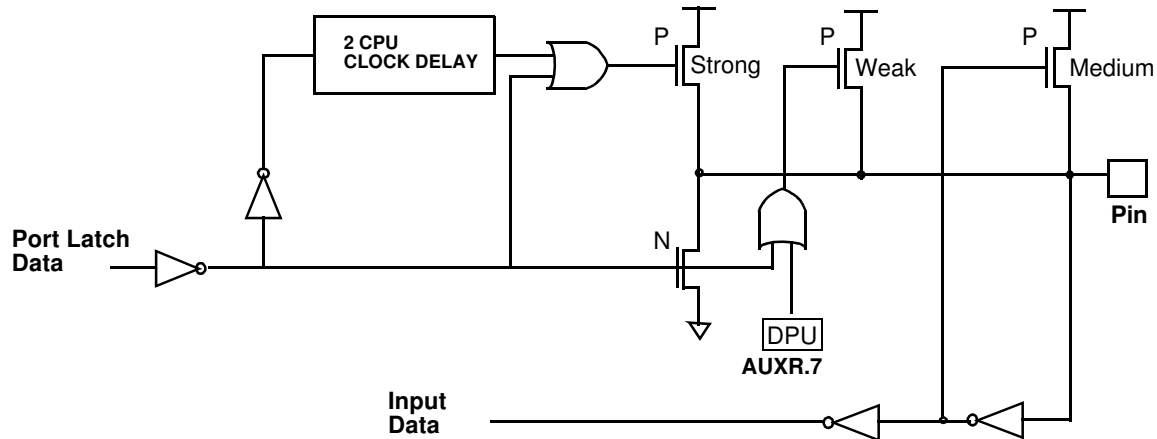 2 CPU
CLOCK DELAY
P
Strong
P
Weak
P
Medium
Pin
Port Latch
Data
N
DPU
AUXR.7
Input
Data